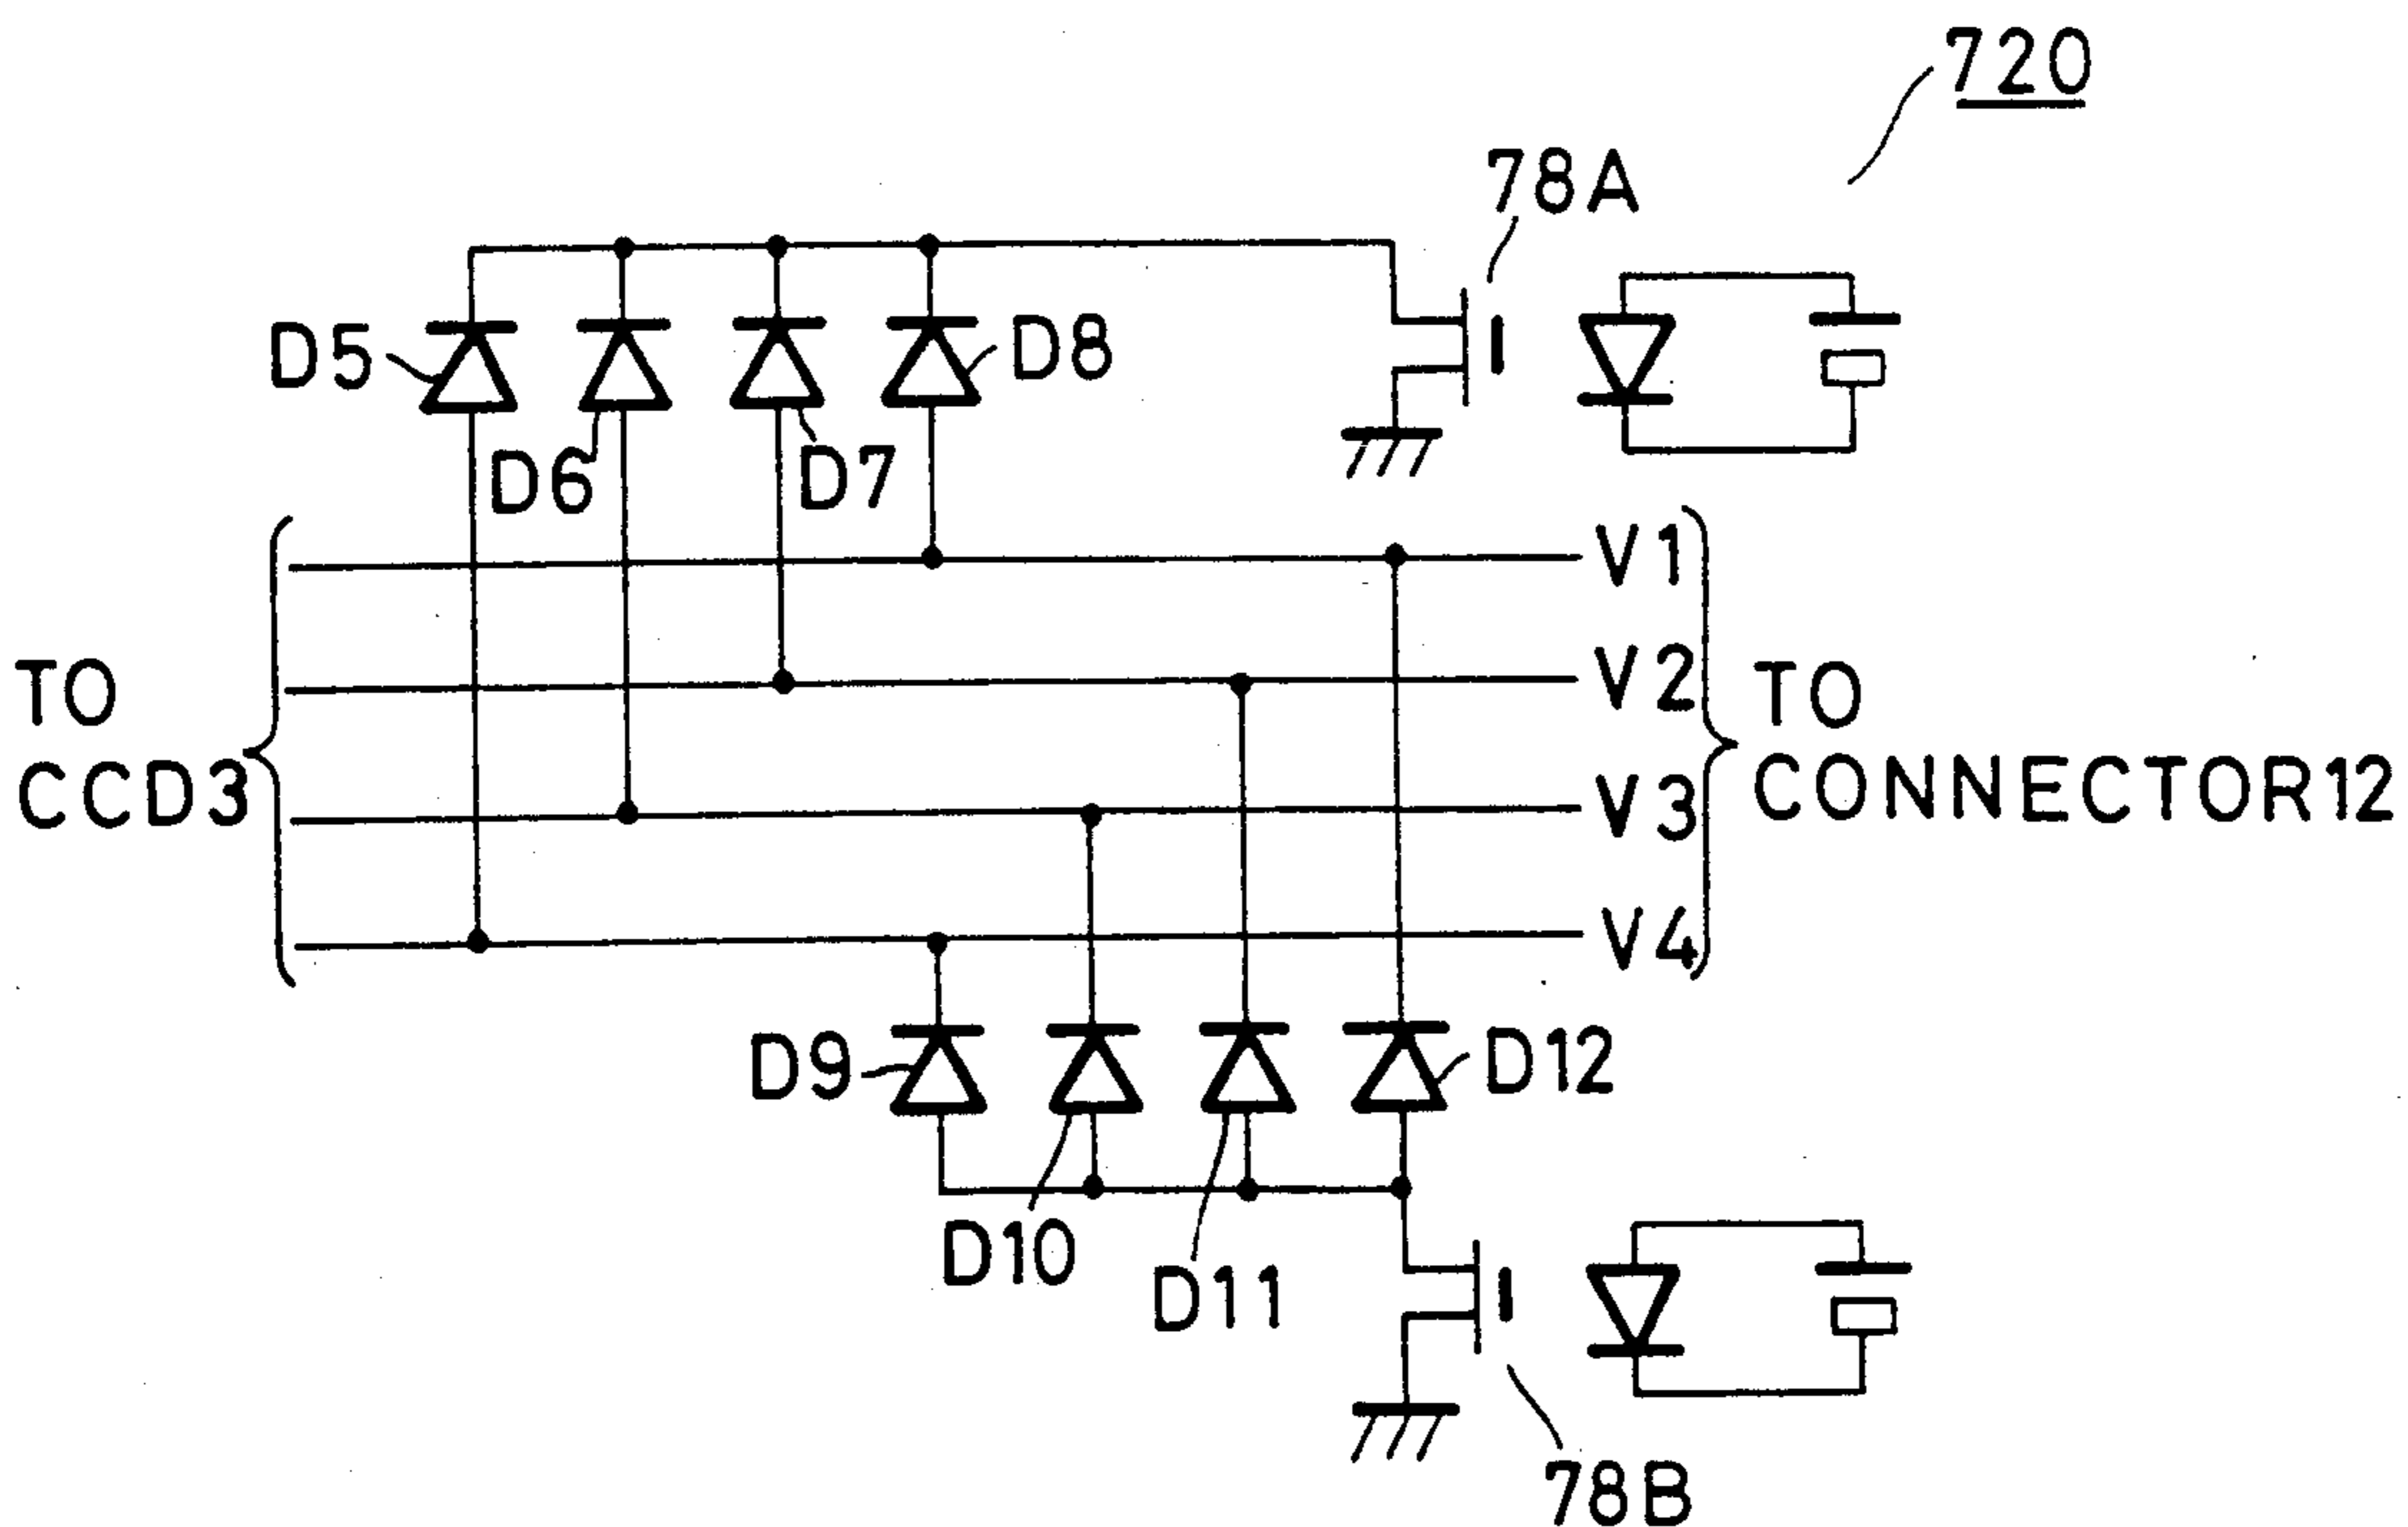 720
78A
D5
D8
D6
D7
V1
V2
TO
CCD3
TO
CONNECTOR12
V3
V4
D9
D12
D10
D11
78B